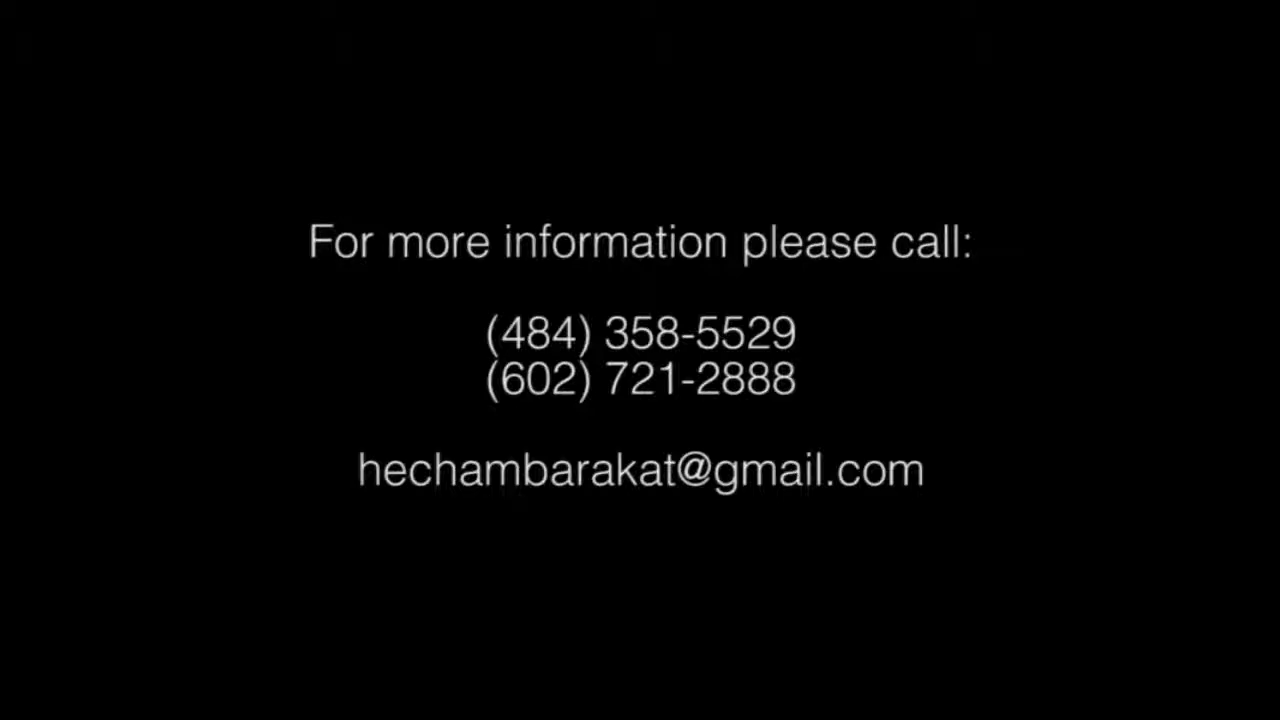 For more information please call:
(484) 358-5529
(602) 721-2888
hechambarakat@gmail.com